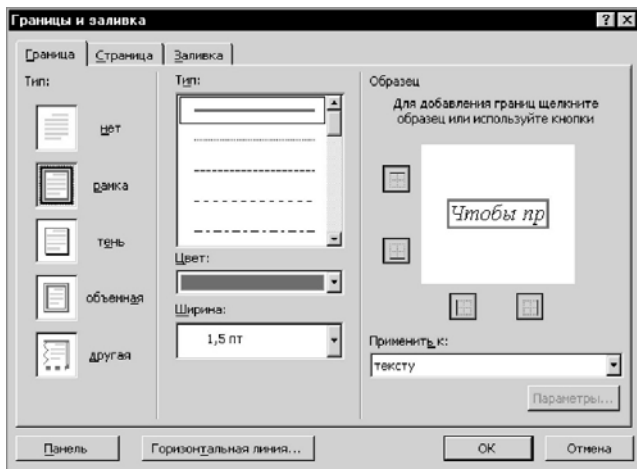 Границы и заливка
Граница
Страница
Заливка
Тип:
нет
рамка
тень
объемная
другая
Тип:
Цвет:
Ширина:
1,5 пт
Образец
Для добавления границ щелкните
образец или используйте кнопки
Чтобы пр
Применить к:
тексту
Параметры...
Панель
Горизонтальная линия...
ОК
Отмена